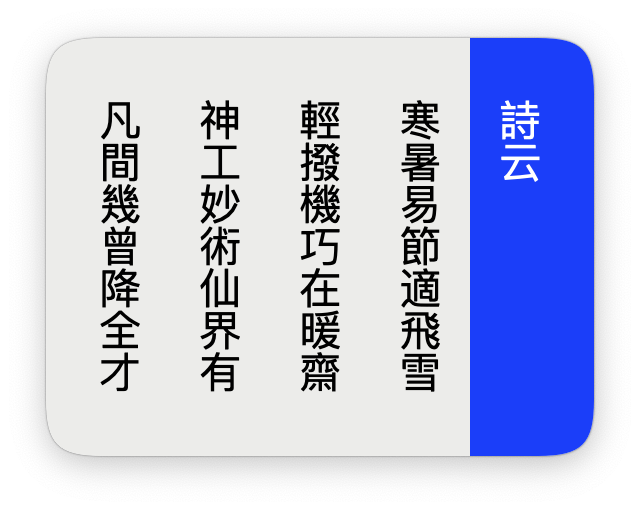 詩云
寒暑易節適飛雪
輕撥機巧在暖齋
神工妙術仙界有
凡間幾曾降全才